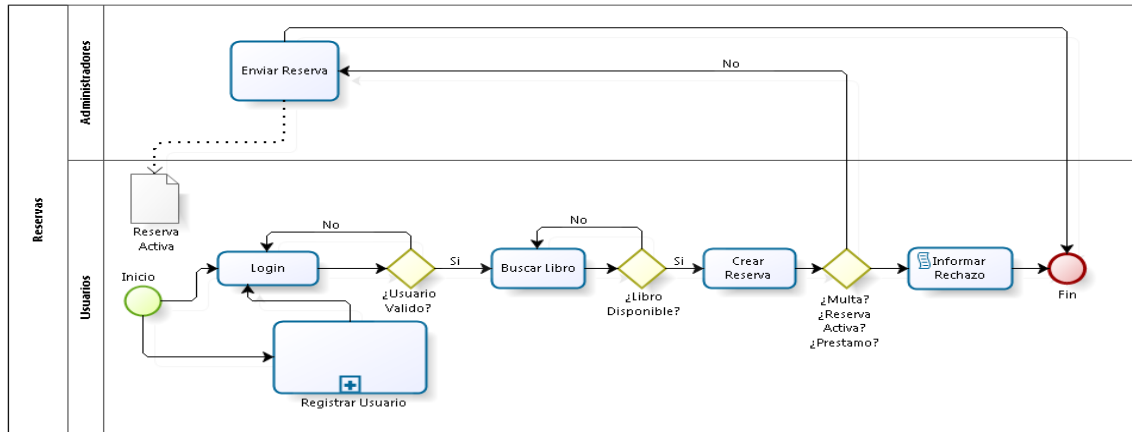 Reservas
Administradores
Enviar Reserva
No
Usuarios
Reserva
Activa
Inicio
Login
No
¿Usuario
Valido?
Si
Registrar Usuario
Buscar Libro
No
¿Libro
Disponible?
Si
Crear
Reserva
¿Multa?
¿Reserva
Activa?
¿Prestamo?
Informar
Rechazo
Fin